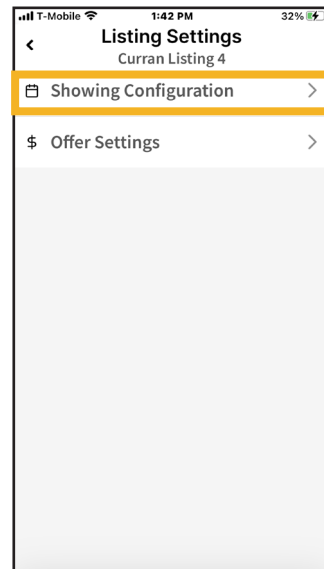 T-Mobile 1:42 PM 32%
Listing Settings
Curran Listing 4
Showing Configuration
$ Offer Settings